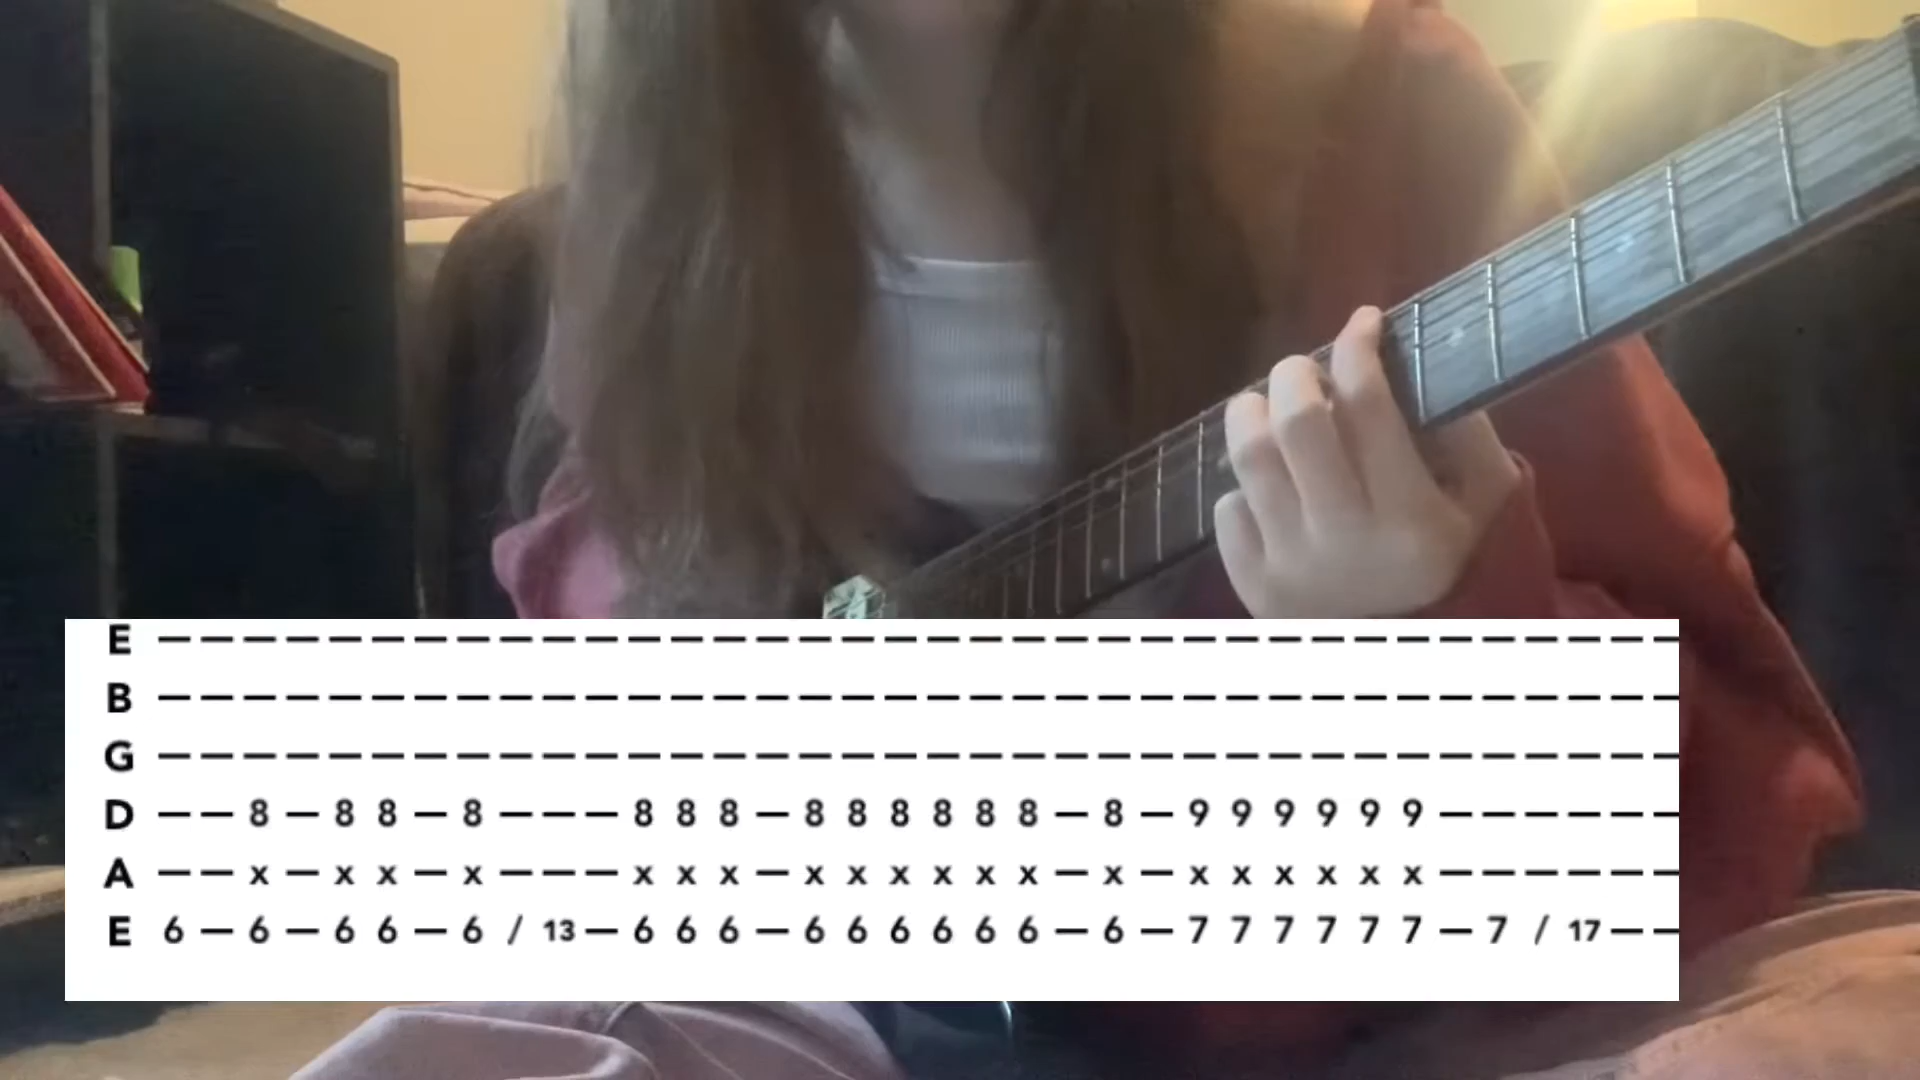 E — — — — — — — — — — — — — — — — — — — — — — — — — — — — — — — — — — — —
B — — — — — — — — — — — — — — — — — — — — — — — — — — — — — — — — — — — —
G — — — — — — — — — — — — — — — — — — — — — — — — — — — — — — — — — — — —
D — — 8 — 8 8 — 8 — — — 8 8 8 — 8 8 8 8 8 8 — 8 — 9 9 9 9 9 9 — — — — — —
A — — x — x x — x — — — x x x — x x x x x x — x — x x x x x x — — — — — —
E 6 — 6 — 6 6 — 6 / 13 — 6 6 6 — 6 6 6 6 6 6 — 6 — 7 7 7 7 7 7 — 7 / 17 — —